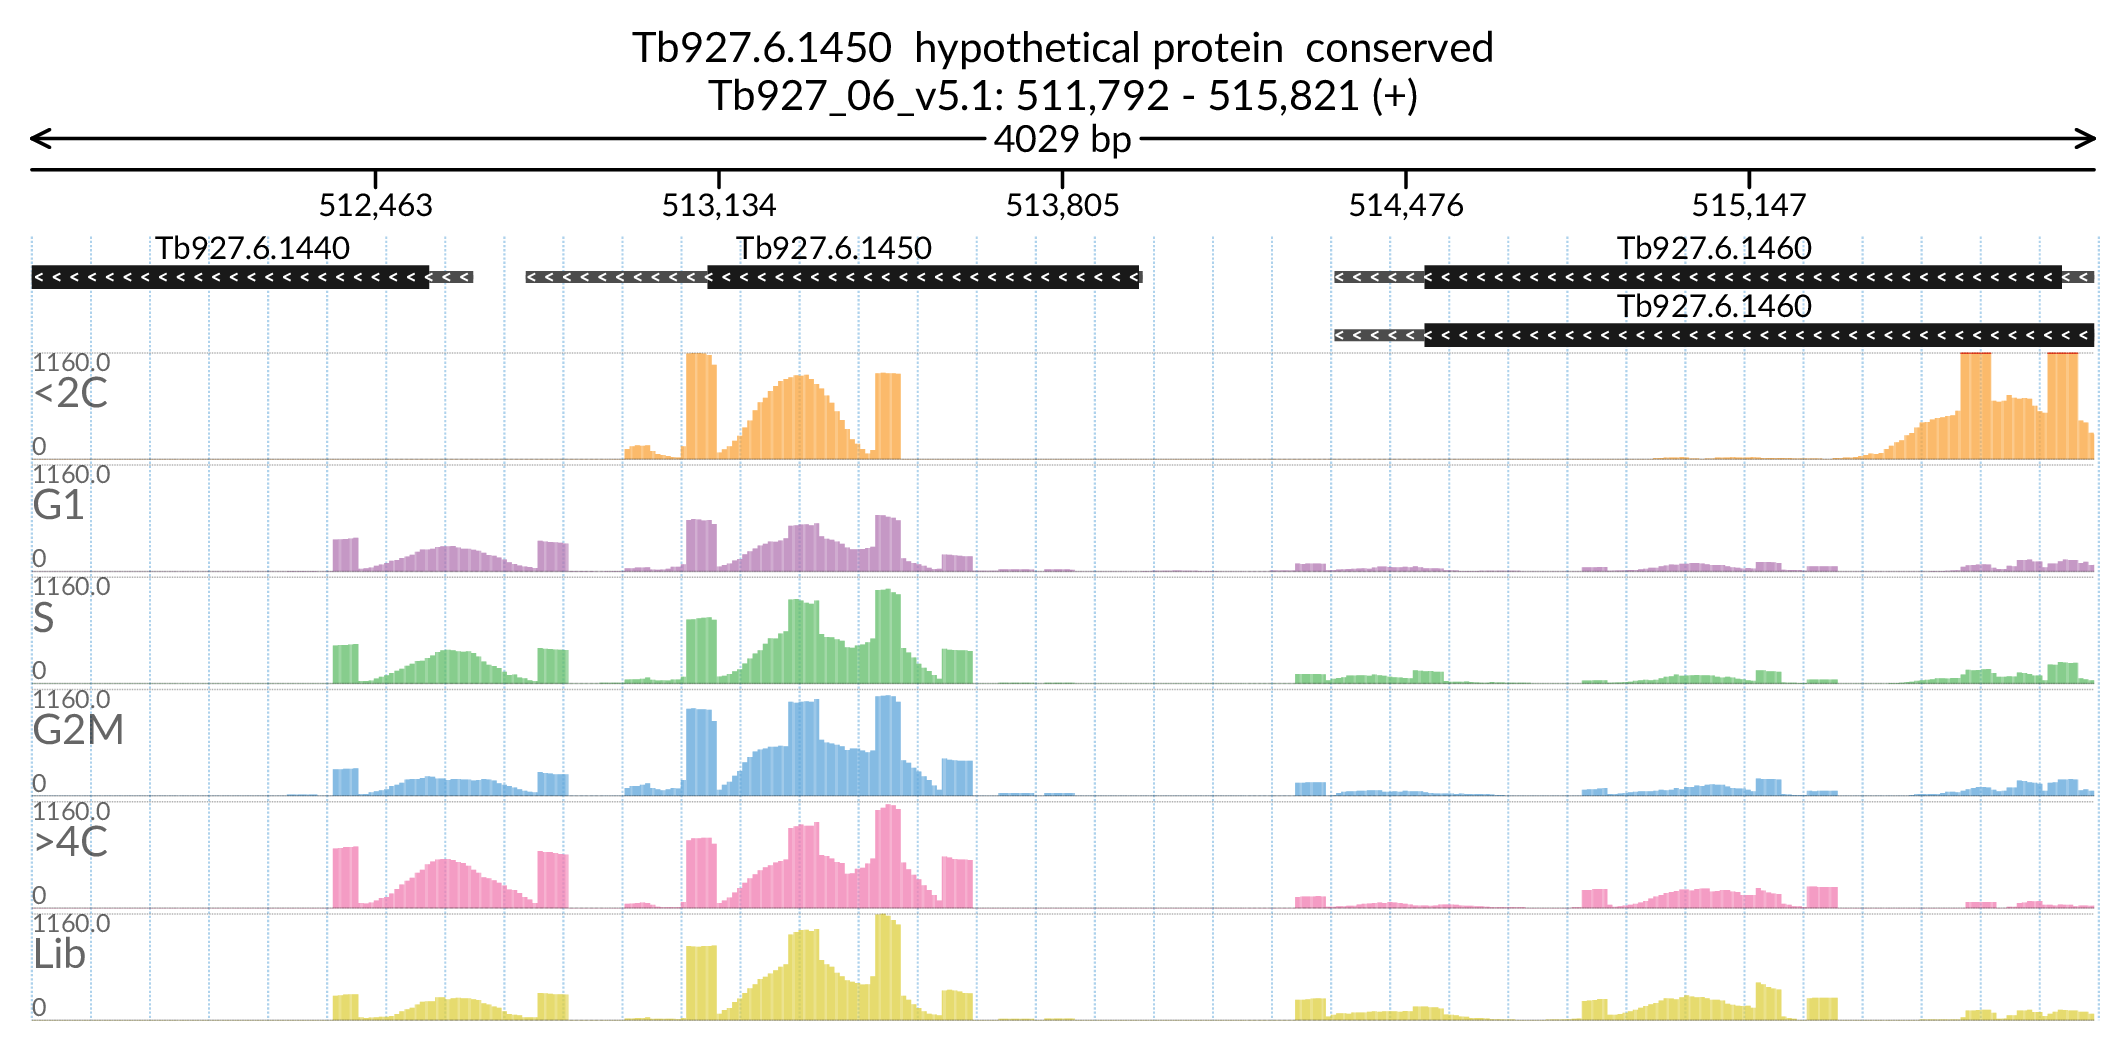 Tb927.6.1450  hypothetical protein  conserved
Tb927_06_v5.1: 511,792 - 515,821 (+)
4029 bp
512,463 513,134 513,805 514,476 515,147
Tb927.6.1440 Tb927.6.1450 Tb927.6.1460
Tb927.6.1460
1160.0
<2C
0
1160.0
G1
0
1160.0
S
0
1160.0
G2M
0
1160.0
>4C
0
1160.0
Lib
0